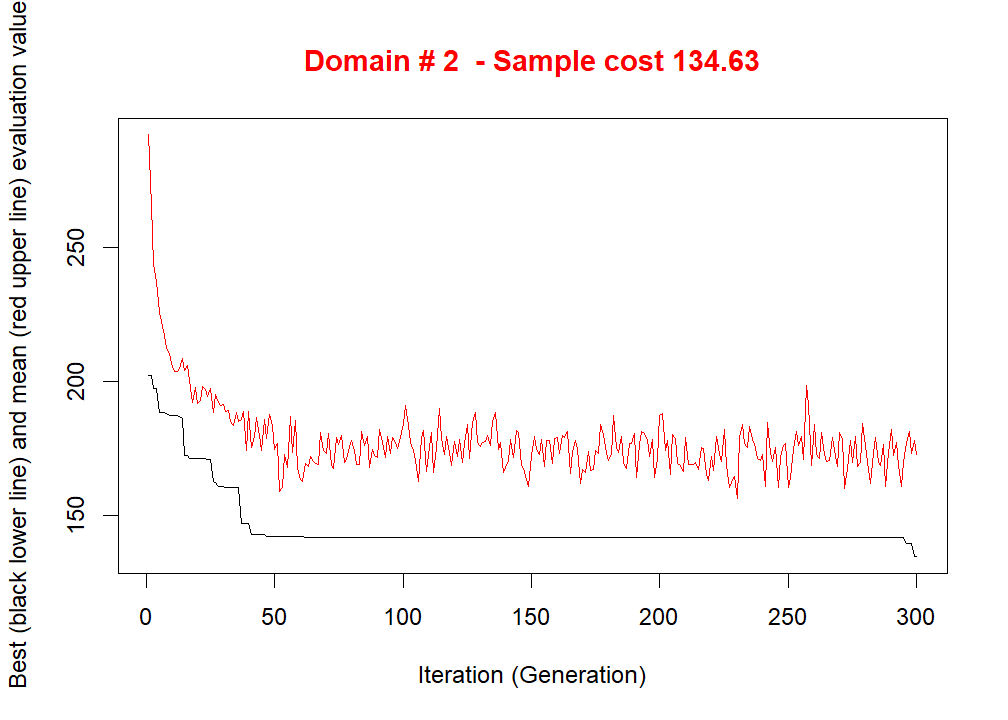 Domain # 2  - Sample cost 134.63
Best (black lower line) and mean (red upper line) evaluation value
250
200
150
0 50 100 150 200 250 300
Iteration (Generation)